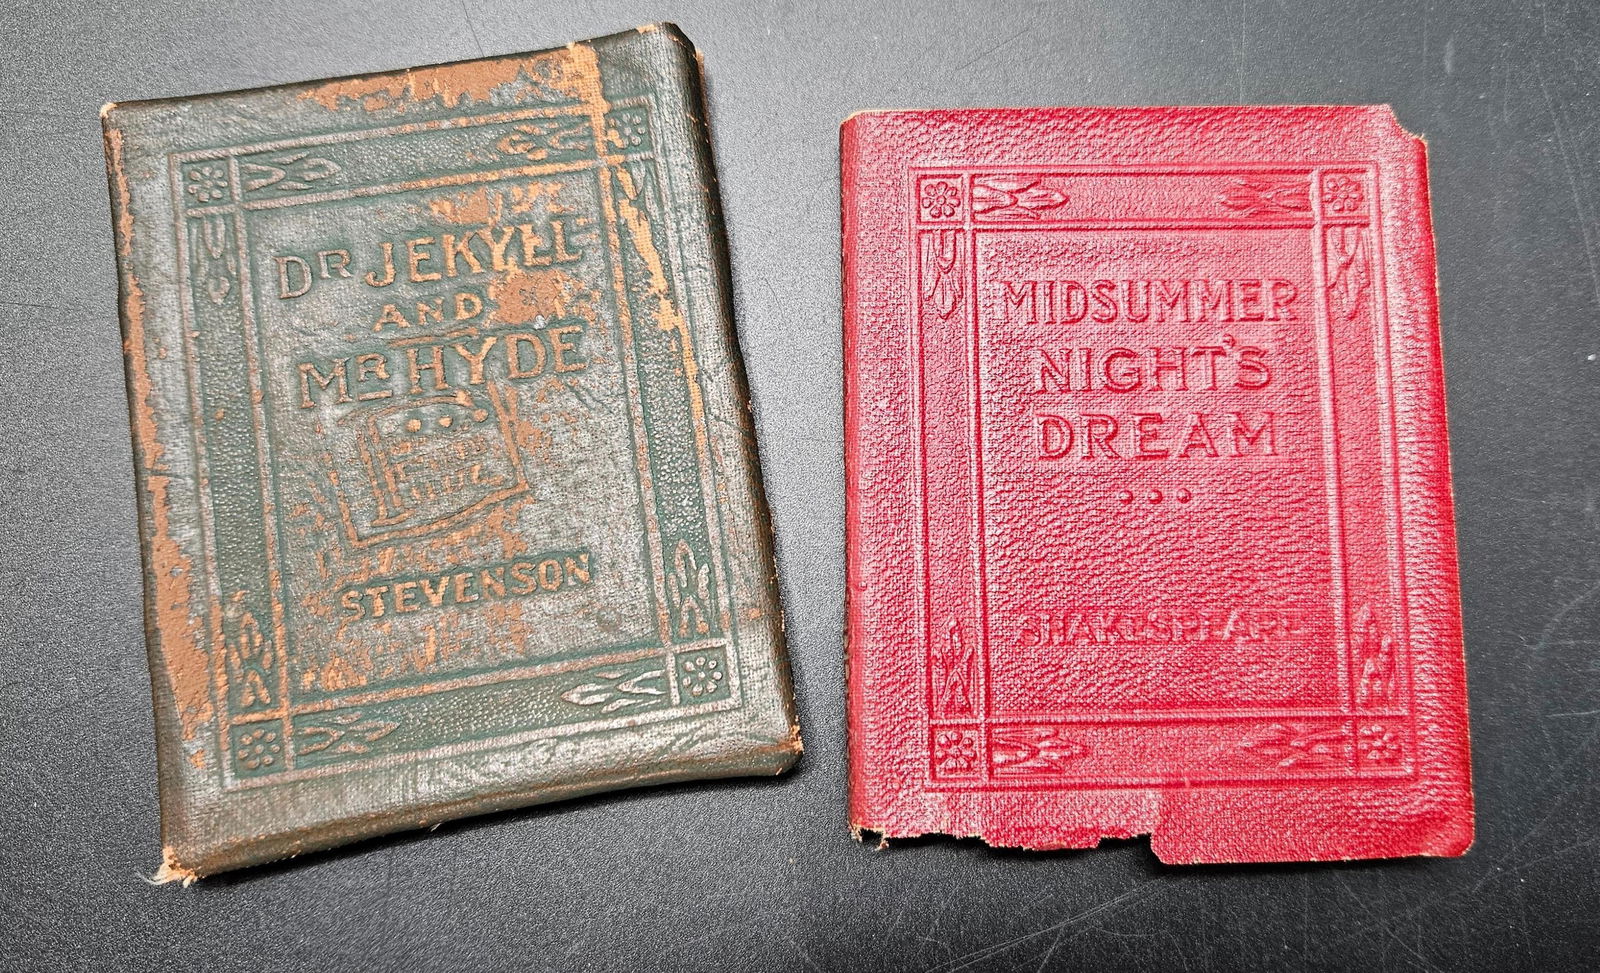 DR JEKYLL
AND
MR HYDE
STEVENSON
MIDSUMMER
NIGHT'S
DREAM
SHAKESPEARE